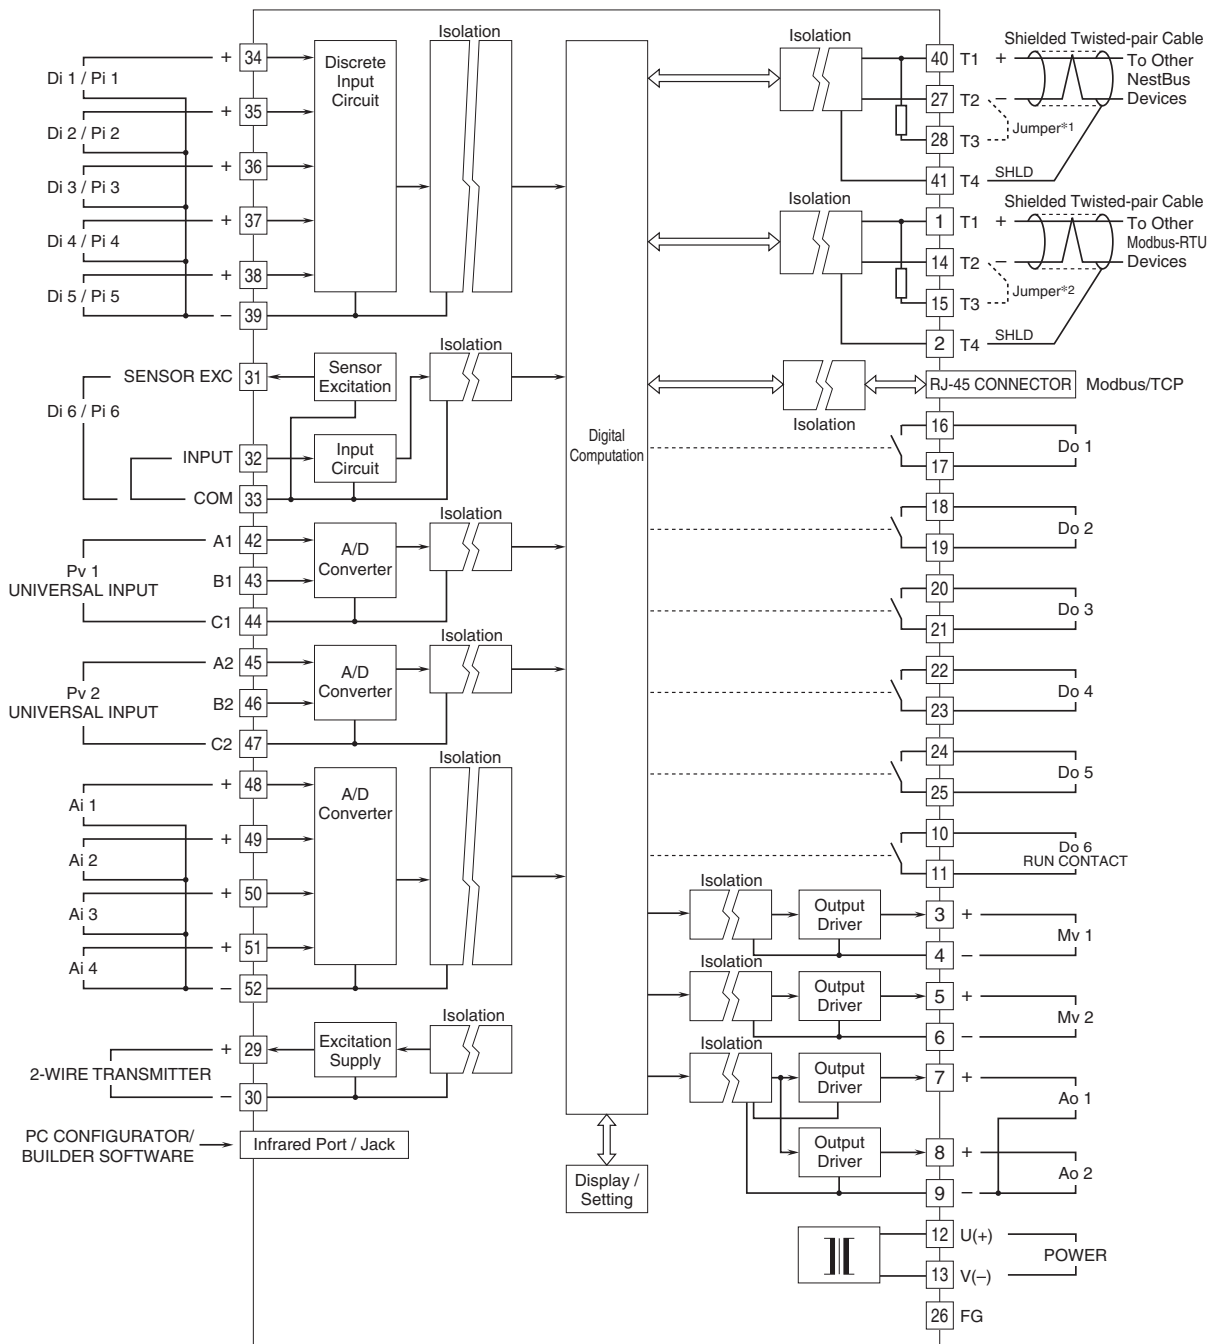 Isolation
34
+
Di 1 / Pi 1
Discrete
Input
Circuit
35
+
Di 2 / Pi 2
36
+
Di 3 / Pi 3
37
+
Di 4 / Pi 4
38
+
Di 5 / Pi 5
39
–
SENSOR EXC
31
Sensor
Excitation
Isolation
Di 6 / Pi 6
INPUT
32
Input
Circuit
COM
33
Isolation
A1
42
A/D
Converter
Pv 1
UNIVERSAL INPUT
B1
43
C1
44
Isolation
A2
45
A/D
Converter
Pv 2
UNIVERSAL INPUT
B2
46
C2
47
Isolation
+
48
A/D
Converter
Ai 1
+
49
Ai 2
+
50
Ai 3
+
51
Ai 4
–
52
Isolation
+
29
Excitation
Supply
2-WIRE TRANSMITTER
–
30
PC CONFIGURATOR/
BUILDER SOFTWARE
Infrared Port / Jack
Digital
Computation
Display /
Setting
Isolation
40
T1
+
Shielded Twisted-pair Cable
To Other
NestBus
Devices
27
T2
–
Jumper*1
28
T3
41
T4
SHLD
Isolation
1
T1
+
Shielded Twisted-pair Cable
To Other
Modbus-RTU
Devices
14
T2
–
Jumper*2
15
T3
2
T4
SHLD
Isolation
RJ-45 CONNECTOR
Modbus/TCP
16
Do 1
17
18
Do 2
19
20
Do 3
21
22
Do 4
23
24
Do 5
25
10
Do 6
RUN CONTACT
11
Isolation
Output
Driver
3
+
Mv 1
4
–
Isolation
Output
Driver
5
+
Mv 2
6
–
Isolation
Output
Driver
7
+
Ao 1
Output
Driver
8
+
Ao 2
9
–
12
U(+)
POWER
13
V(–)
26
FG